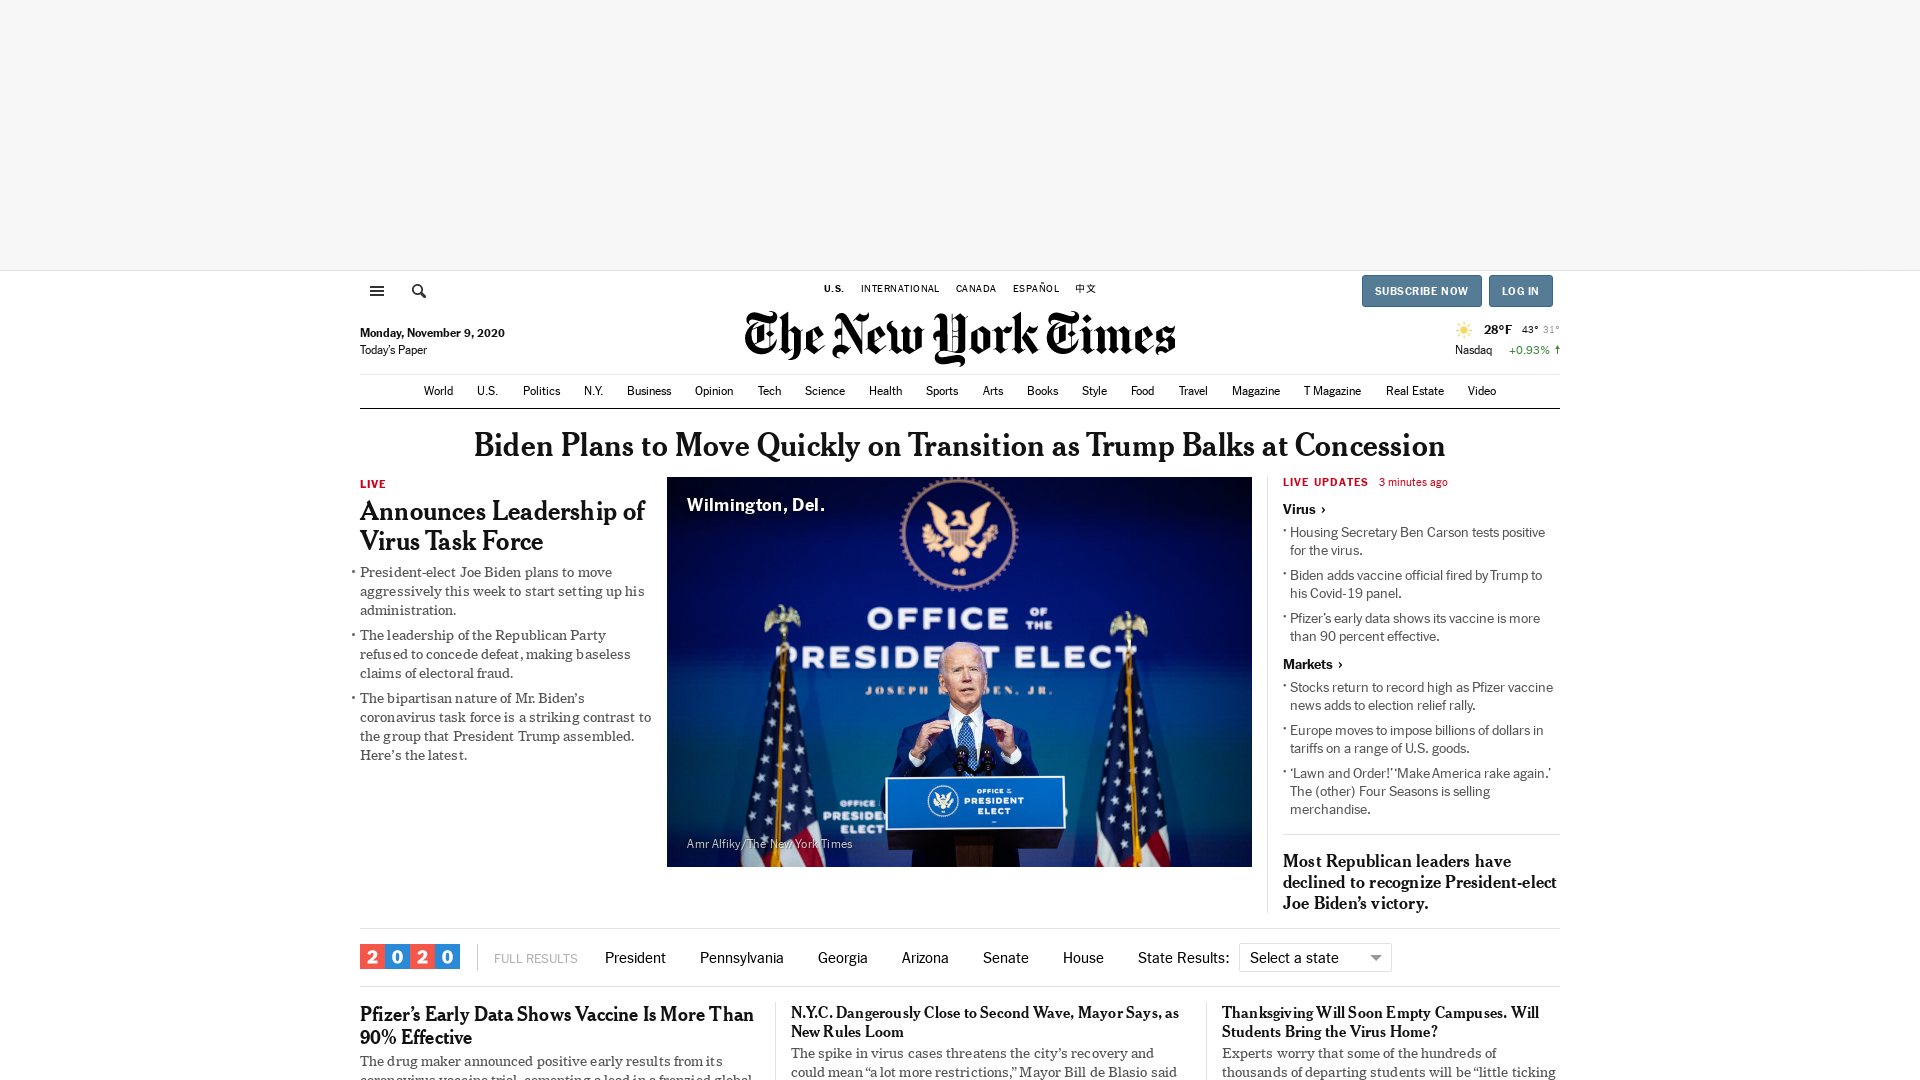 U.S. INTERNATIONAL CANADA ESPAÑOL 中文
SUBSCRIBE NOW LOG IN
Monday, November 9, 2020
Today's Paper
The New York Times
28°F 43° 31°
Nasdaq +0.93% ↑
World U.S. Politics N.Y. Business Opinion Tech Science Health Sports Arts Books Style Food Travel Magazine T Magazine Real Estate Video
Biden Plans to Move Quickly on Transition as Trump Balks at Concession
LIVE
Announces Leadership of
Virus Task Force
• President-elect Joe Biden plans to move
aggressively this week to start setting up his
administration.
• The leadership of the Republican Party
refused to concede defeat, making baseless
claims of electoral fraud.
• The bipartisan nature of Mr. Biden's
coronavirus task force is a striking contrast to
the group that President Trump assembled.
Here's the latest.
Wilmington, Del.
46
OFFICE OF THE
PRESIDENT ELECT
OFFICE OF THE
PRESIDENT
ELECT
OFFICE
PRESIDENT
ELECT
Amr Alfiky/The New York Times
LIVE UPDATES 3 minutes ago
Virus ›
• Housing Secretary Ben Carson tests positive
for the virus.
• Biden adds vaccine official fired by Trump to
his Covid-19 panel.
• Pfizer's early data shows its vaccine is more
than 90 percent effective.
Markets ›
• Stocks return to record high as Pfizer vaccine
news adds to election relief rally.
• Europe moves to impose billions of dollars in
tariffs on a range of U.S. goods.
• 'Lawn and Order!' 'Make America rake again.'
The (other) Four Seasons is selling
merchandise.
Most Republican leaders have
declined to recognize President-elect
Joe Biden's victory.
2020 FULL RESULTS President Pennsylvania Georgia Arizona Senate House State Results: Select a state
Pfizer's Early Data Shows Vaccine Is More Than
90% Effective
The drug maker announced positive early results from its
coronavirus vaccine trial, cementing a lead in a frenzied global
N.Y.C. Dangerously Close to Second Wave, Mayor Says, as
New Rules Loom
The spike in virus cases threatens the city's recovery and
could mean "a lot more restrictions," Mayor Bill de Blasio said
Thanksgiving Will Soon Empty Campuses. Will
Students Bring the Virus Home?
Experts worry that some of the hundreds of
thousands of departing students will be "little ticking